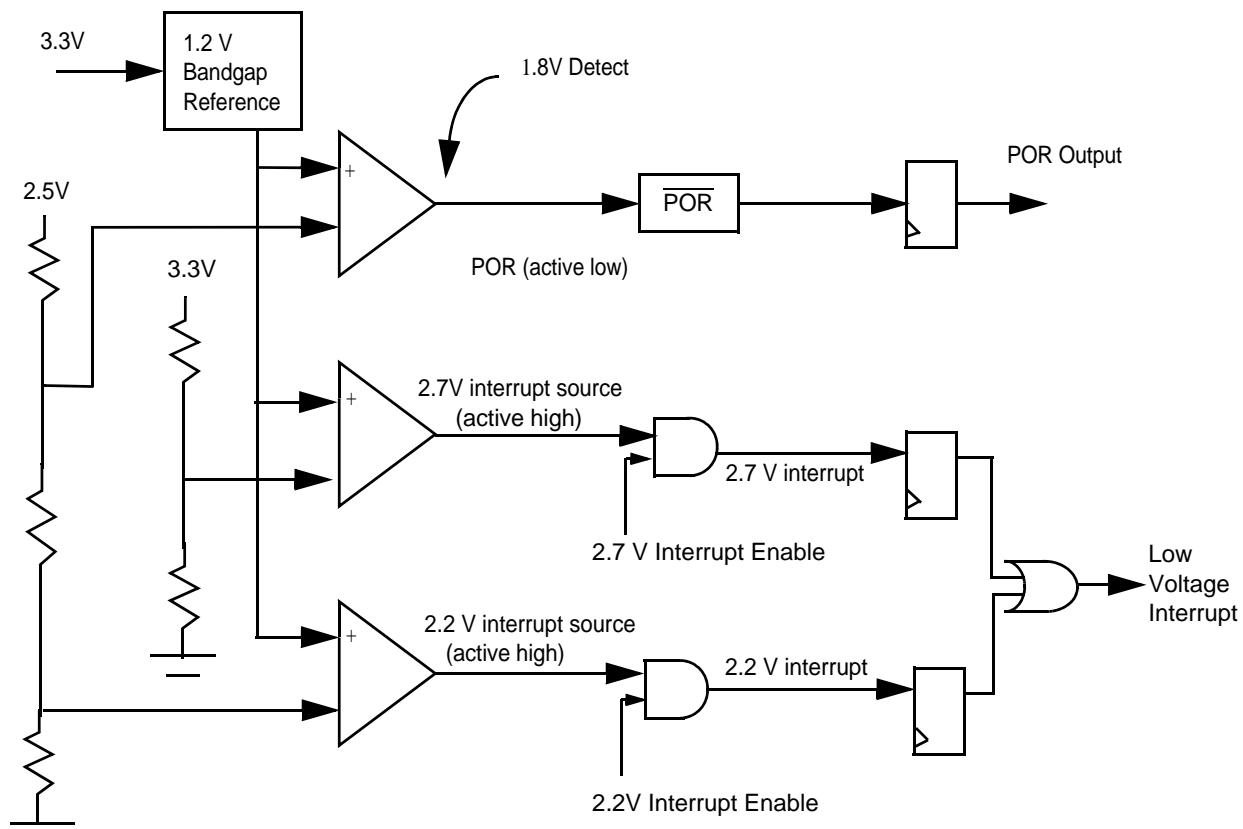 3.3V
1.2 V
Bandgap
Reference
1.8V Detect
POR Output
2.5V
+
POR
POR (active low)
3.3V
2.7V interrupt source
(active high)
+
2.7 V interrupt
2.7 V Interrupt Enable
Low
Voltage
Interrupt
2.2 V interrupt source
(active high)
+
2.2 V interrupt
2.2V Interrupt Enable